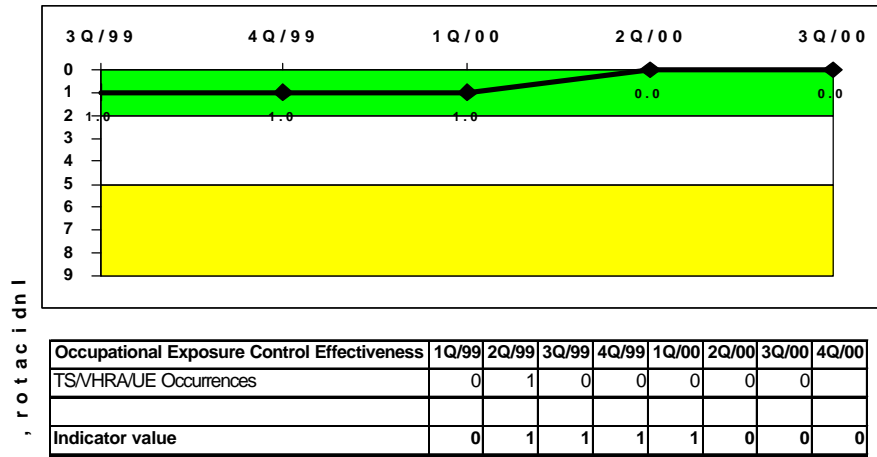 3Q/99 4Q/99 1Q/00 2Q/00 3Q/00
0
1
2
3
4
5
6
7
8
9
1.0 1.0 1.0 0.0 0.0
, rotacidnI
Occupational Exposure Control Effectiveness 1Q/99 2Q/99 3Q/99 4Q/99 1Q/00 2Q/00 3Q/00 4Q/00
TS/VHRA/UE Occurrences 0 1 0 0 0 0 0
Indicator value 0 1 1 1 1 0 0 0